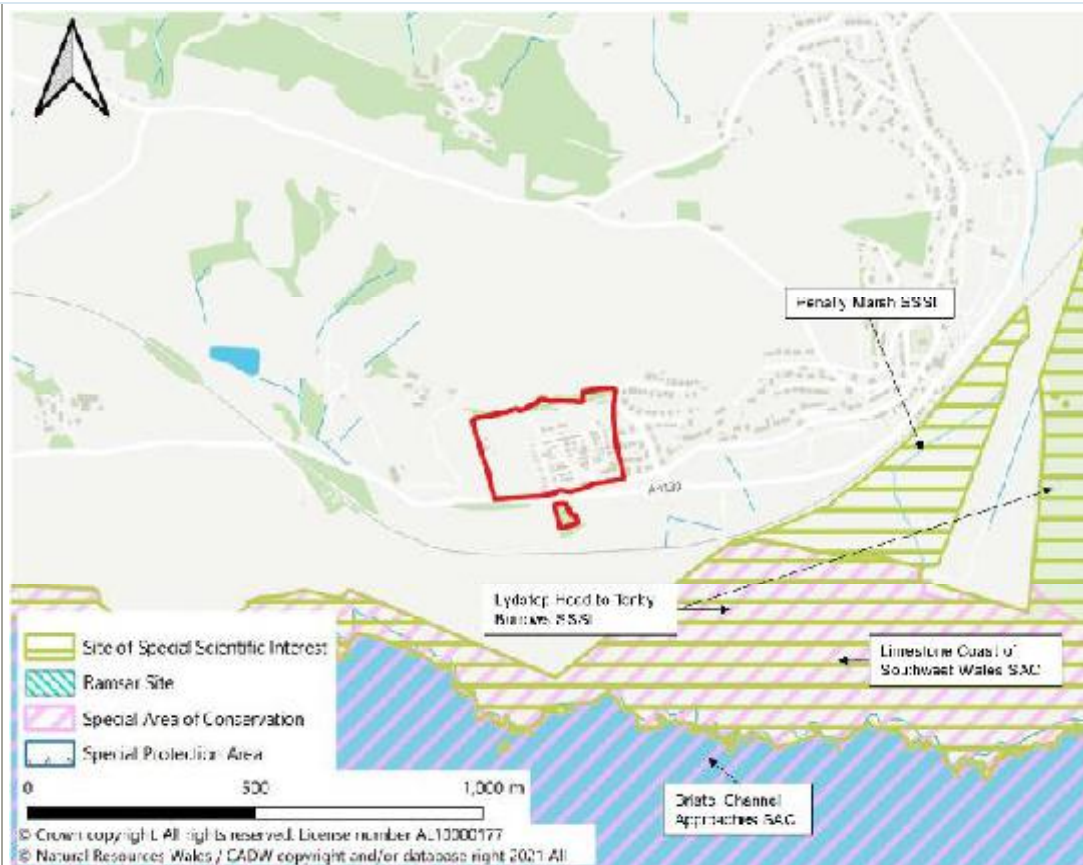 Penally Marsh SSSI
A4139
Lydstep Head to Tenby
Burrows SSSI
Limestone Coast of
Southwest Wales SAC
Bristol Channel
Approaches SAC
Site of Special Scientific Interest
Ramsar Site
Special Area of Conservation
Special Protection Area
0 500 1,000 m
© Crown copyright. All rights reserved. License number AL10000177
© Natural Resources Wales / CADW copyright and/or database right 2021 All